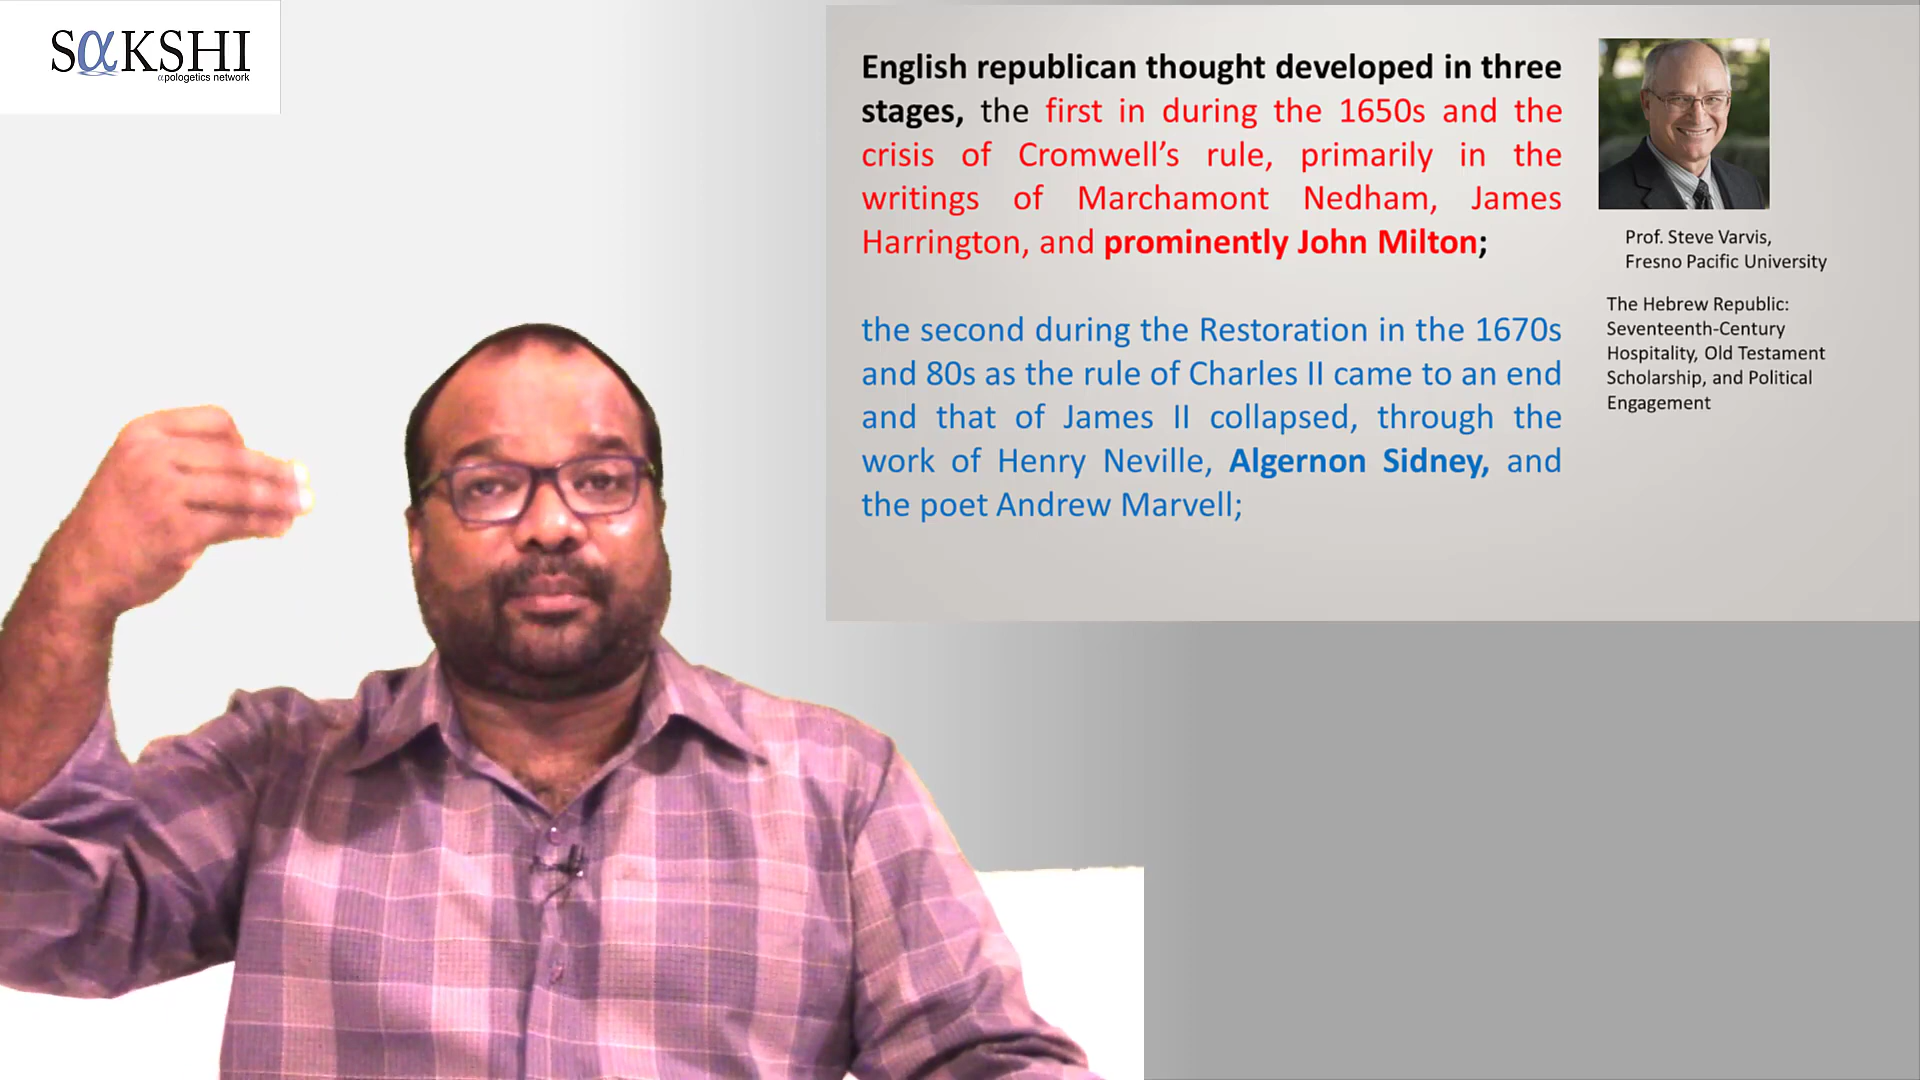 SαKSHI
αpologetics network
English republican thought developed in three
stages, the first in during the 1650s and the
crisis of Cromwell’s rule, primarily in the
writings of Marchamont Nedham, James
Harrington, and prominently John Milton;
the second during the Restoration in the 1670s
and 80s as the rule of Charles II came to an end
and that of James II collapsed, through the
work of Henry Neville, Algernon Sidney, and
the poet Andrew Marvell;
Prof. Steve Varvis,
Fresno Pacific University
The Hebrew Republic:
Seventeenth-Century
Hospitality, Old Testament
Scholarship, and Political
Engagement